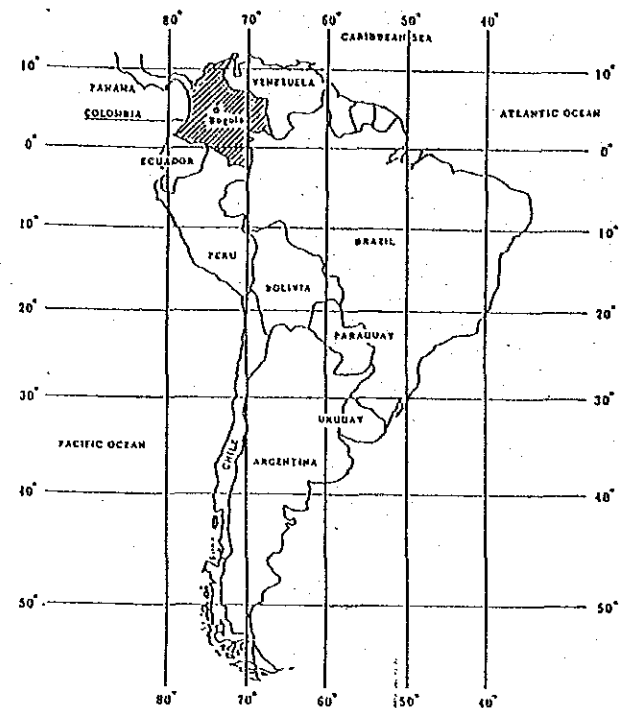 80° 70° 60° 50° 40°
CARIBBEAN SEA
10° 10°
VENEZUELA
PANAMA
COLOMBIA
Bogota
ATLANTIC OCEAN
0° 0°
ECUADOR
10° 10°
BRAZIL
PERU
BOLIVIA
20° 20°
PARAGUAY
30° 30°
URUGUAY
PACIFIC OCEAN
CHILE
ARGENTINA
40° 40°
50° 50°
80° 70° 60° 50° 40°